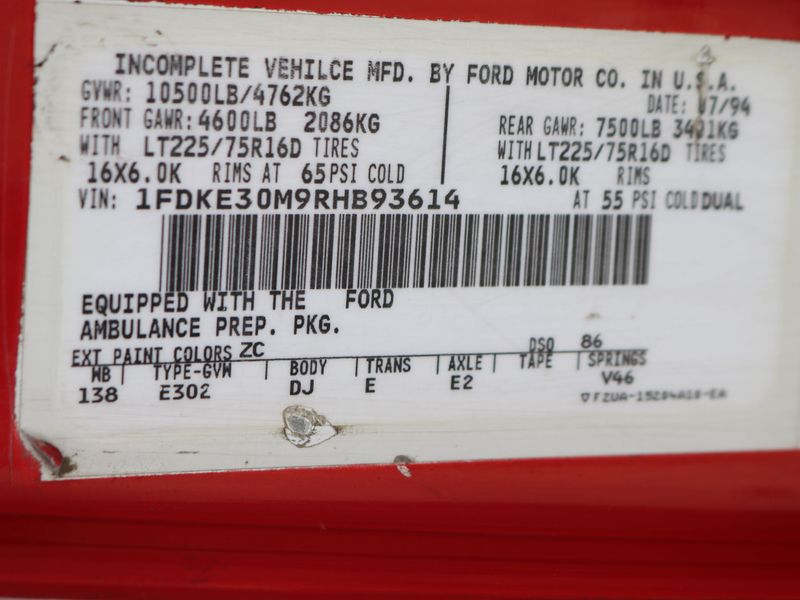 INCOMPLETE VEHILCE MFD. BY FORD MOTOR CO. IN U.S.A.
GVWR: 10500LB/4762KG
DATE: 07/94
FRONT GAWR: 4600LB 2086KG
REAR GAWR: 7500LB 3401KG
WITH LT225/75R16D TIRES
WITH LT225/75R16D TIRES
16X6.0K RIMS AT 65 PSI COLD
16X6.0K RIMS
VIN: 1FDKE30M9RHB93614
AT 55 PSI COLD DUAL
EQUIPPED WITH THE FORD
AMBULANCE PREP. PKG.
EXT PAINT COLORS ZC DSO 86
WB TYPE-GVW BODY TRANS AXLE TAPE SPRINGS
138 E302 DJ E E2 V46